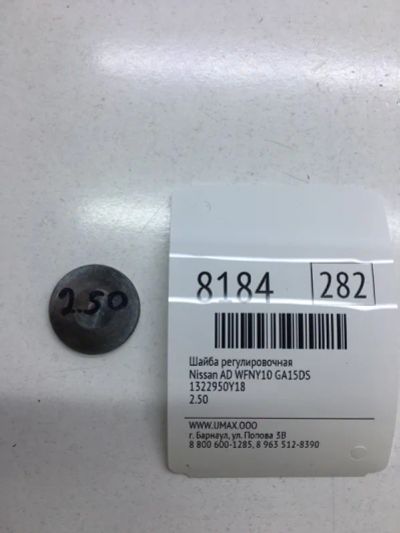 2.50
8184 282
Шайба регулировочная
Nissan AD WFNY10 GA15DS
1322950Y18
2.50
WWW.UMAX.OOO
г. Барнаул, ул. Попова 3В
8 800 600-1285, 8 963 512-8390